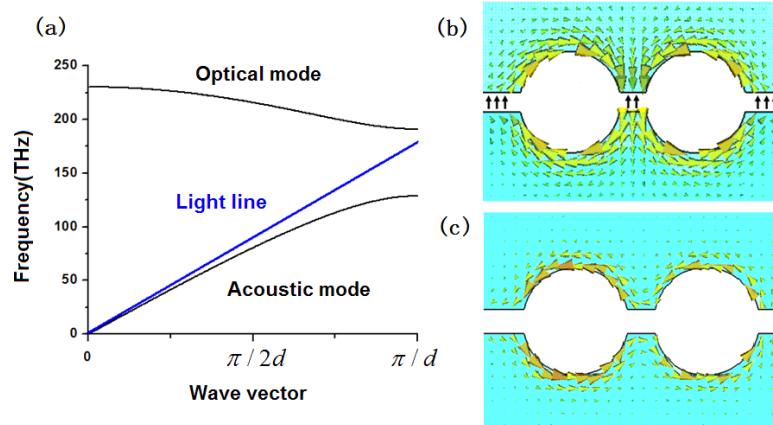 (a)
250
200
150
100
50
0
Frequency(THz)
Optical mode
Light line
Acoustic mode
0
π / 2d
π / d
Wave vector
(b)
(c)